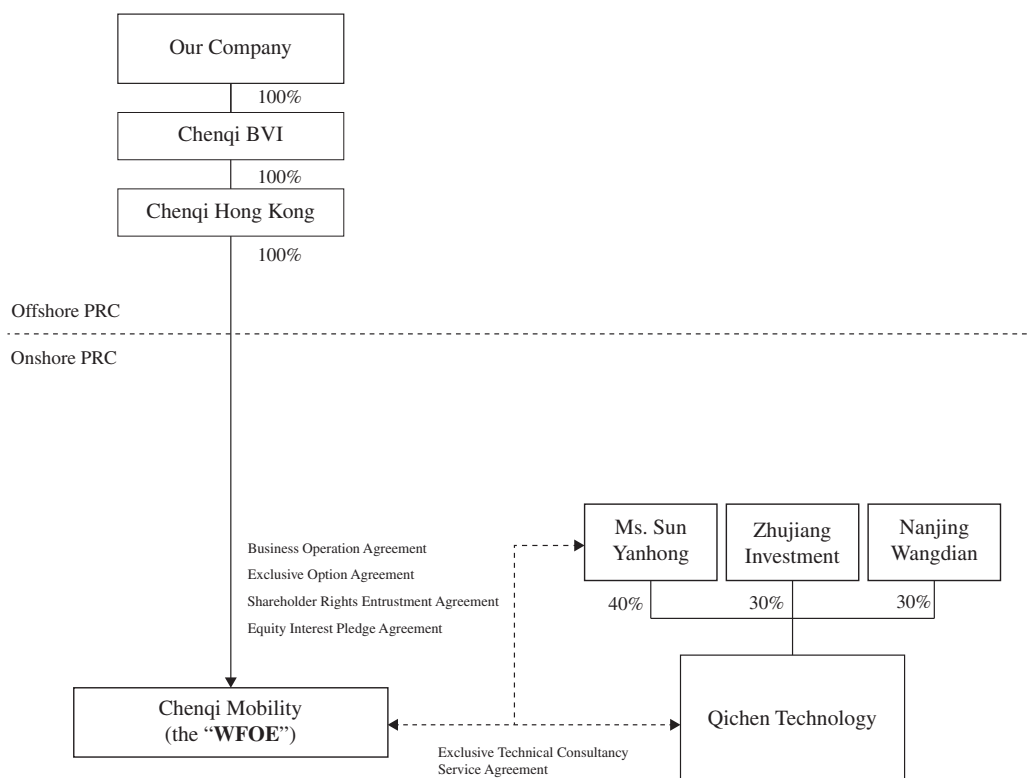 Our Company
100%
Chenqi BVI
100%
Chenqi Hong Kong
100%
Offshore PRC
Onshore PRC
Ms. Sun
Yanhong
Zhujiang
Investment
Nanjing
Wangdian
40%
30%
30%
Business Operation Agreement
Exclusive Option Agreement
Shareholder Rights Entrustment Agreement
Equity Interest Pledge Agreement
Chenqi Mobility
(the “WFOE”)
Qichen Technology
Exclusive Technical Consultancy
Service Agreement